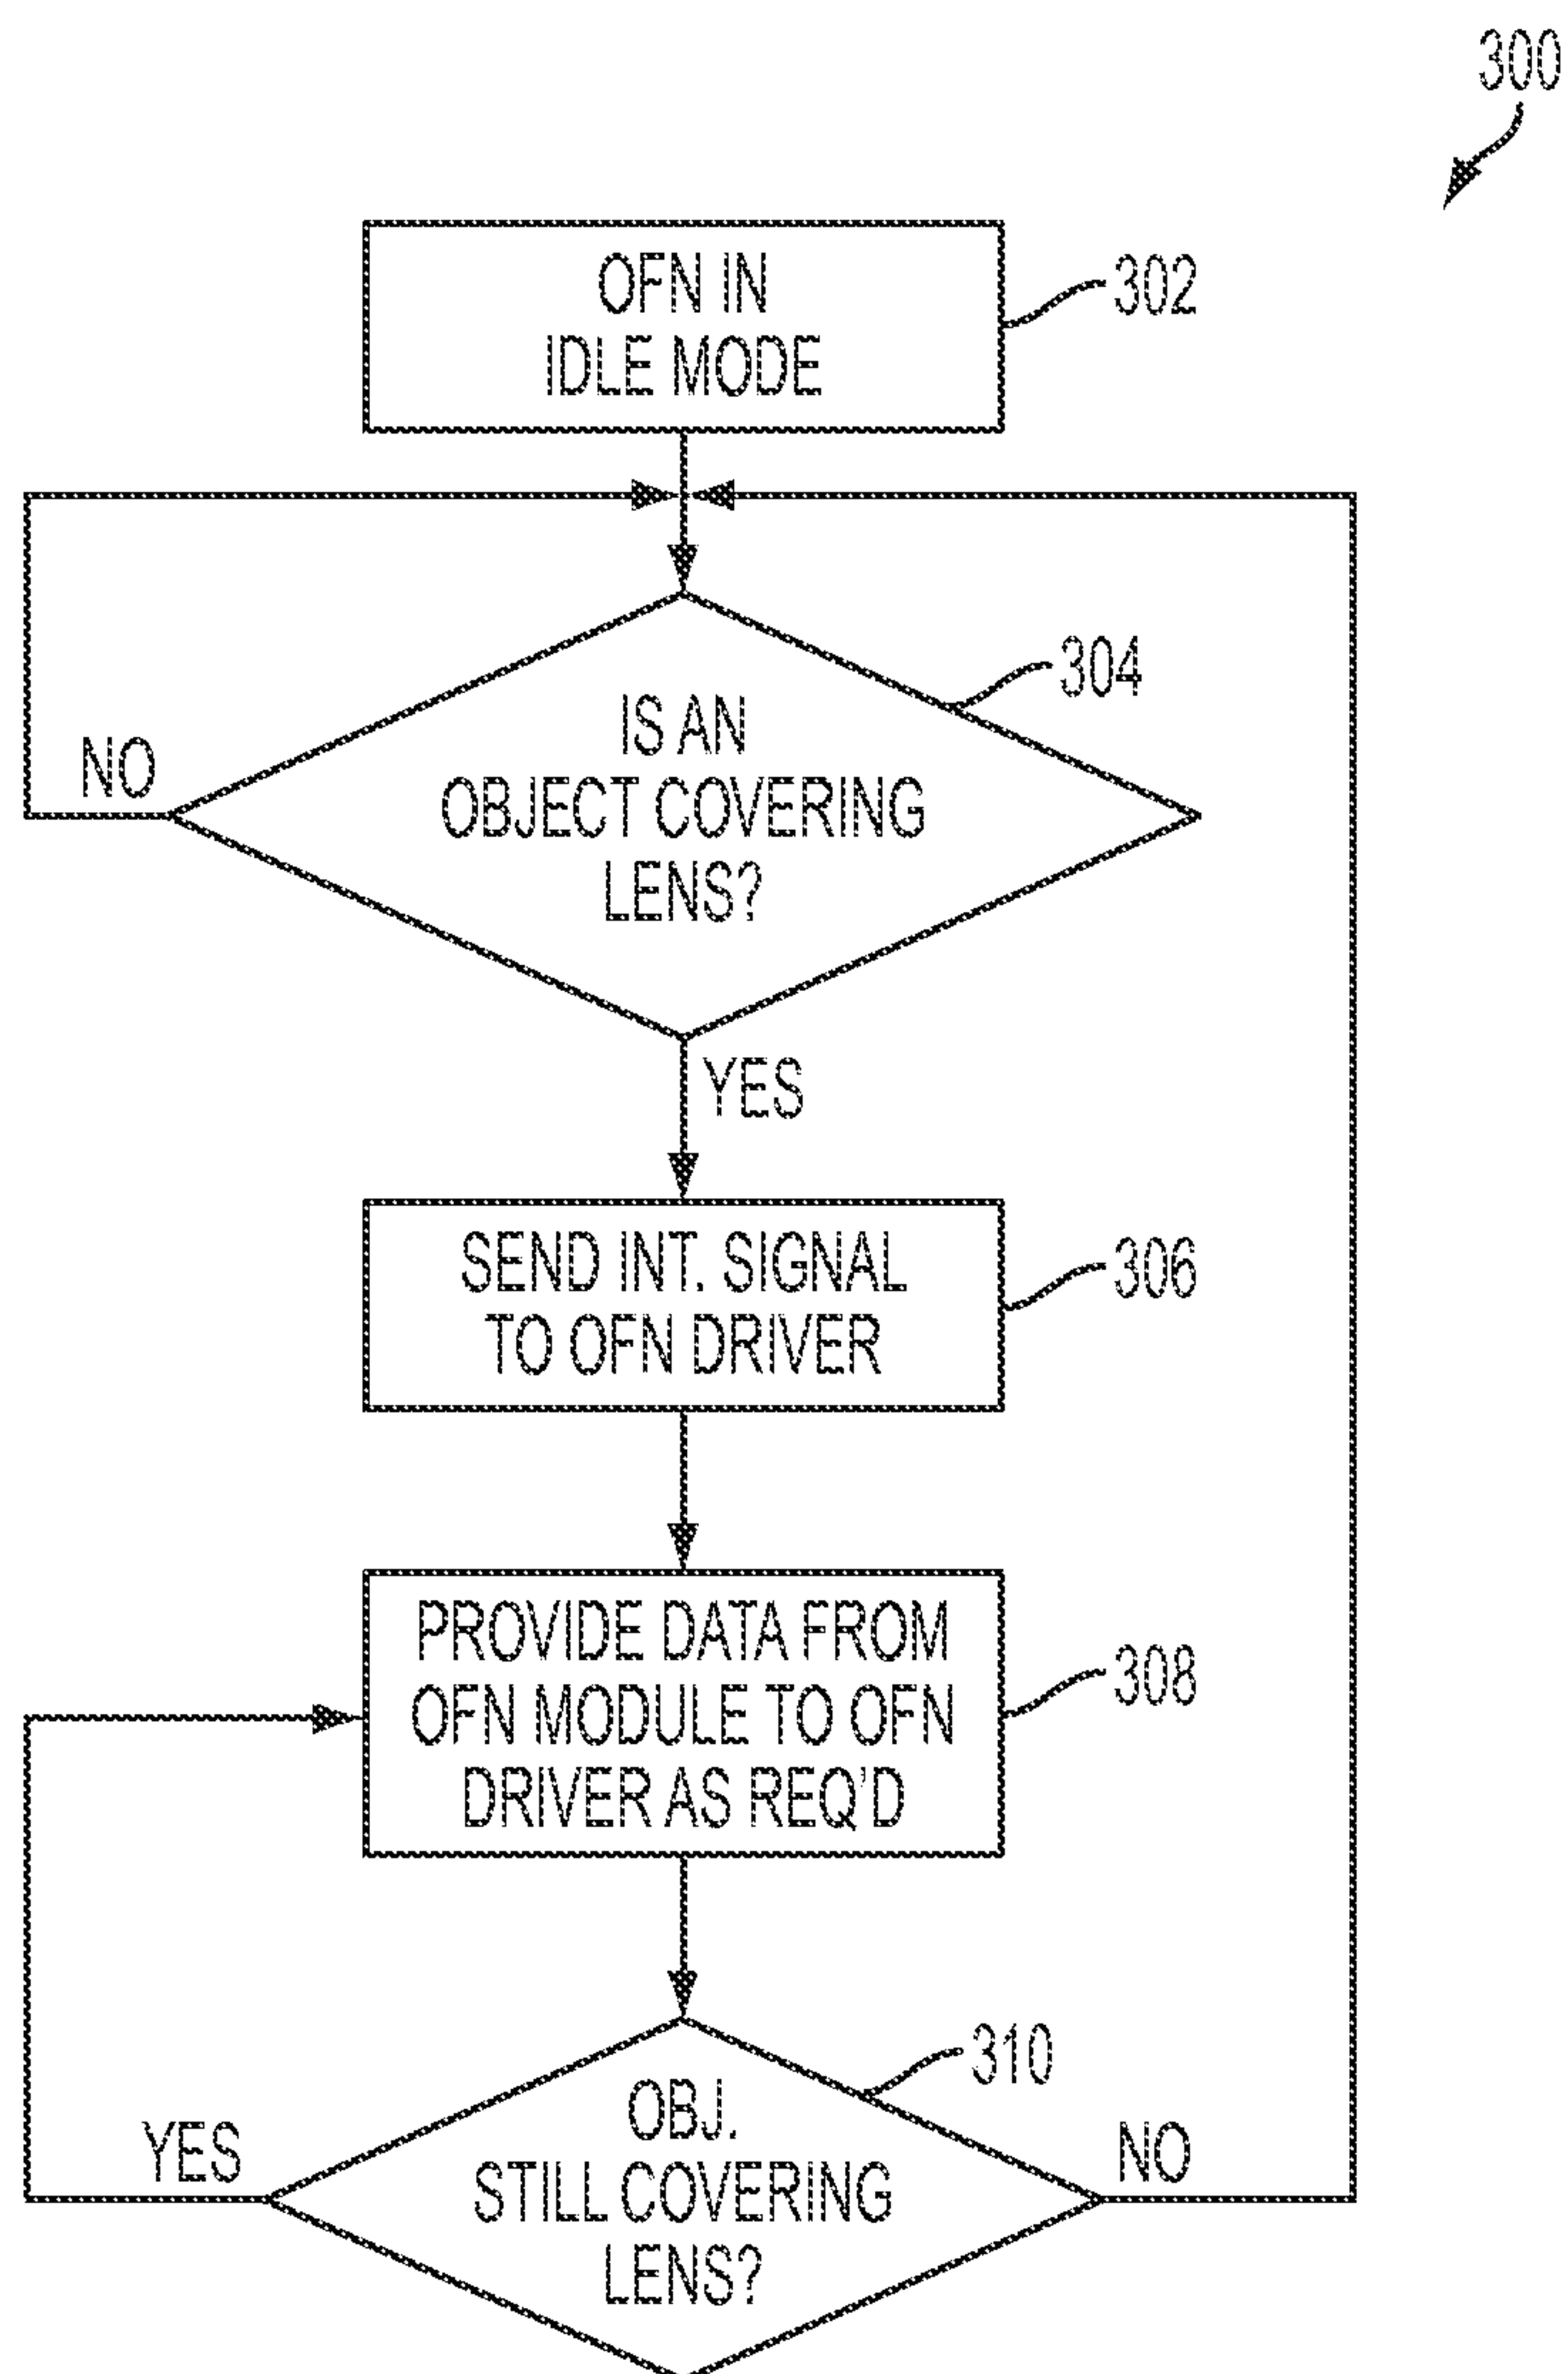 300
OFN IN
IDLE MODE
302
304
IS AN
OBJECT COVERING
LENS?
NO
YES
SEND INT. SIGNAL
TO OFN DRIVER
306
PROVIDE DATA FROM
OFN MODULE TO OFN
DRIVER AS REQ'D
308
310
OBJ.
STILL COVERING
LENS?
YES
NO